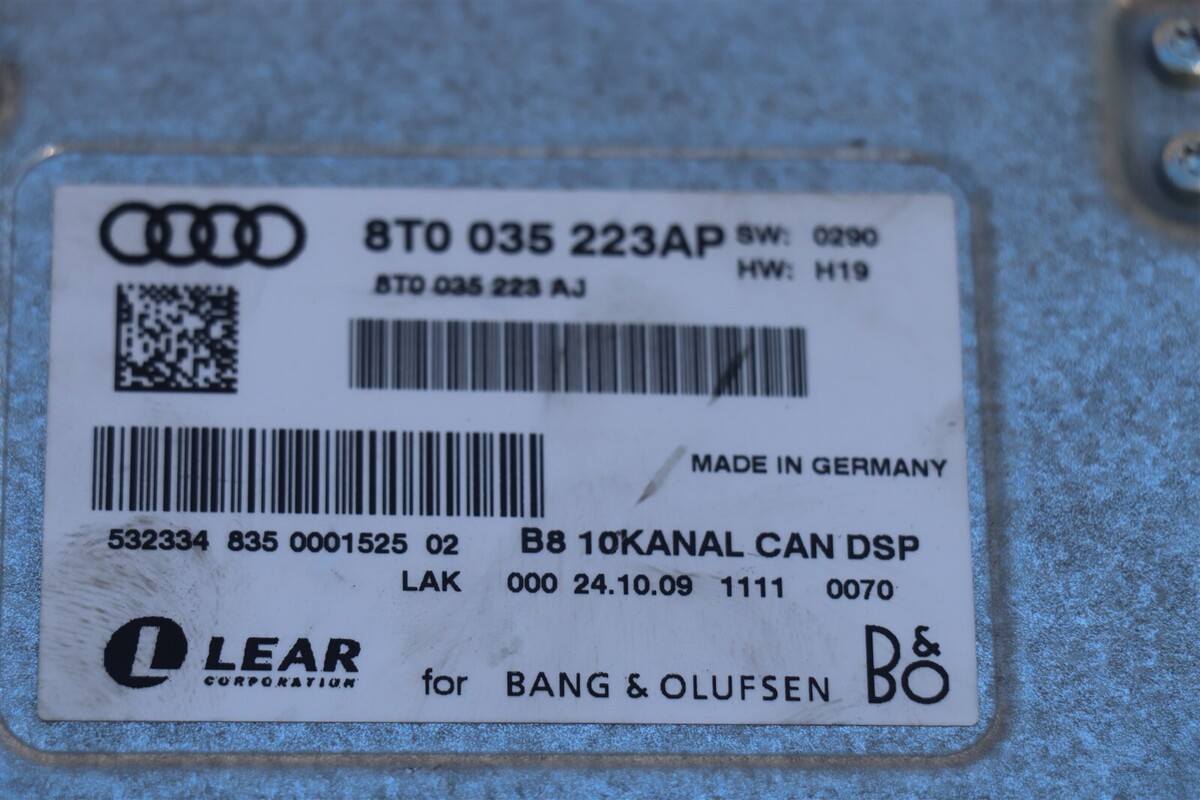 8T0 035 223AP SW: 0290
HW: H19
8T0 035 223 AJ
MADE IN GERMANY
532334 835 0001525 02 B8 10KANAL CAN DSP
LAK 000 24.10.09 1111 0070
L LEAR
CORPORATION
for BANG & OLUFSEN B&O